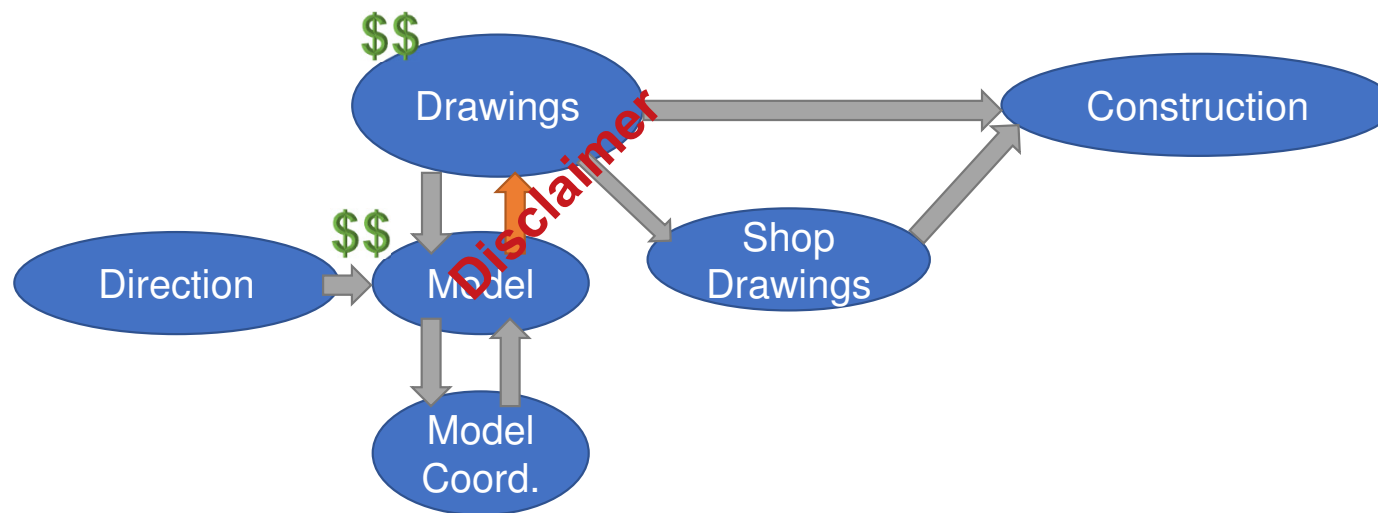 $$
Drawings
Construction
Disclaimer
$$
Shop
Drawings
Direction
Model
Model
Coord.